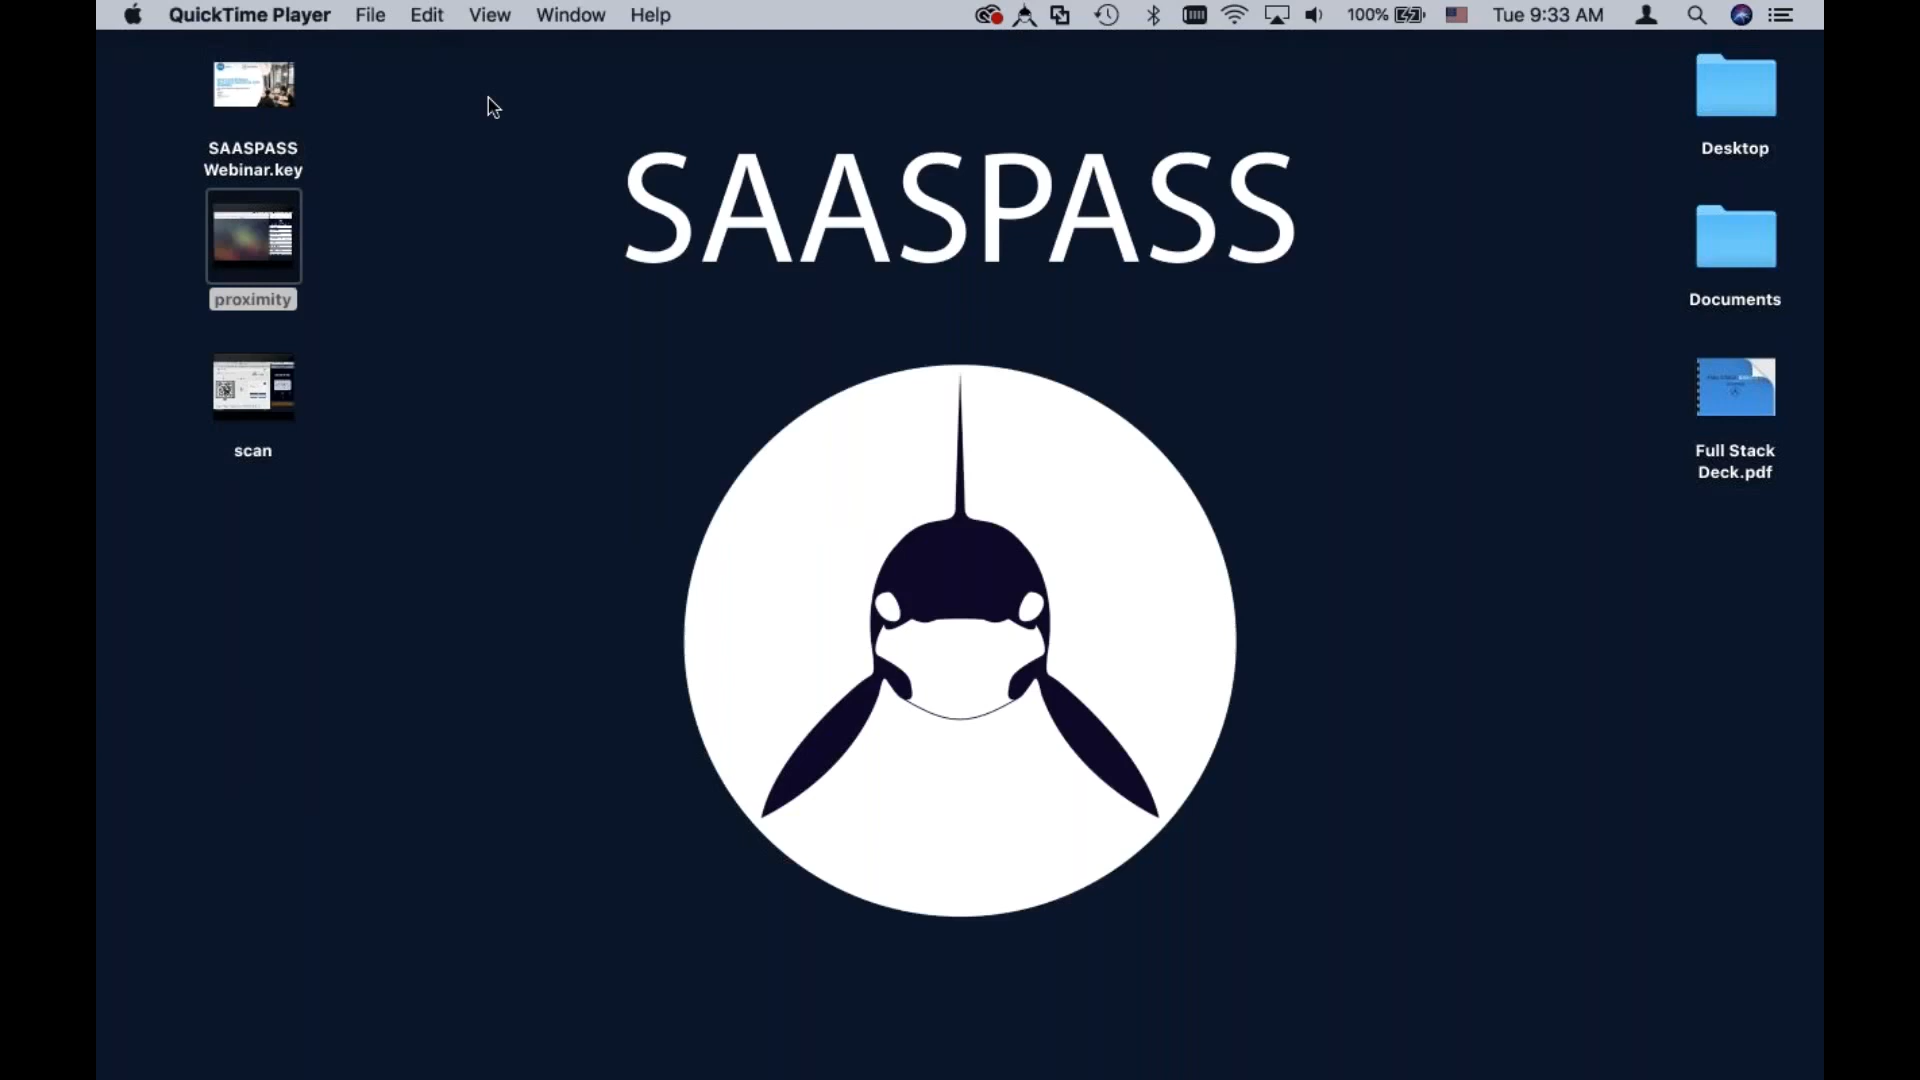 QuickTime Player File Edit View Window Help 100% Tue 9:33 AM
SAASPASS
Webinar.key
proximity
scan
SAASPASS
Desktop
Documents
Full Stack
Deck.pdf